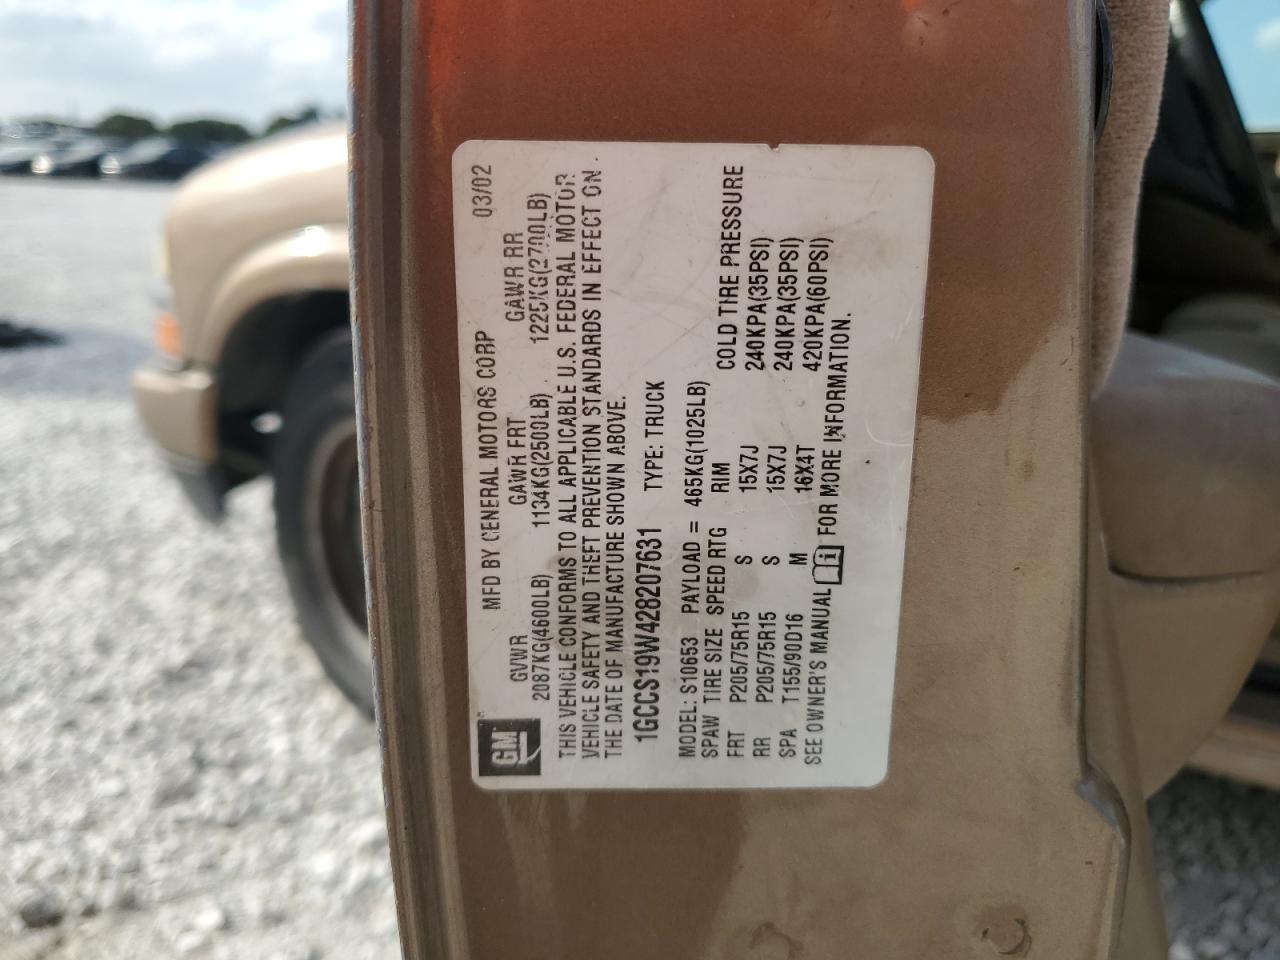 MFD BY GENERAL MOTORS CORP 03/02
GVWR GAWR FRT GAWR RR
2087KG(4600LB) 1134KG(2500LB) 1225KG(2700LB)
THIS VEHICLE CONFORMS TO ALL APPLICABLE U.S. FEDERAL MOTOR
VEHICLE SAFETY AND THEFT PREVENTION STANDARDS IN EFFECT ON
THE DATE OF MANUFACTURE SHOWN ABOVE.
GM
1GCCS19W428207631 TYPE: TRUCK
MODEL: S10653 PAYLOAD = 465KG(1025LB)
SPAW TIRE SIZE SPEED RTG RIM COLD TIRE PRESSURE
FRT P205/75R15 S 15X7J 240KPA(35PSI)
RR P205/75R15 S 15X7J 240KPA(35PSI)
SPA T155/90D16 M 16X4T 420KPA(60PSI)
SEE OWNER'S MANUAL i FOR MORE INFORMATION.